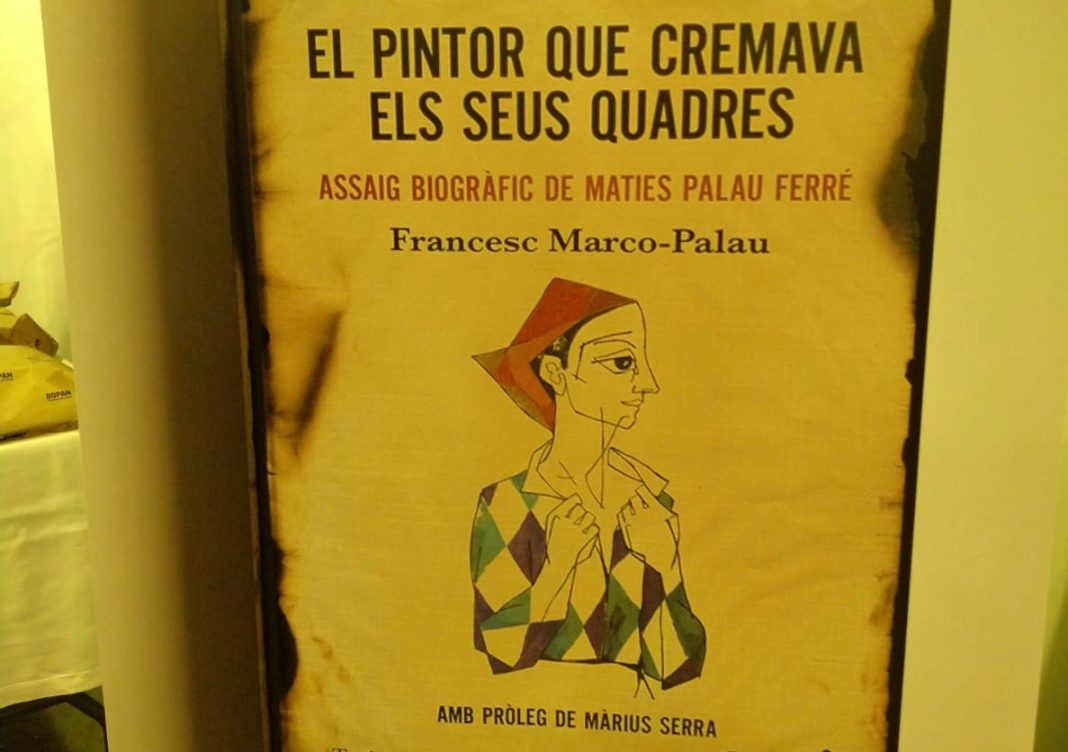 EL PINTOR QUE CREMAVA
ELS SEUS QUADRES
ASSAIG BIOGRÀFIC DE MATIES PALAU FERRÉ
Francesc Marco-Palau
AMB PRÒLEG DE MÀRIUS SERRA
BOPAN